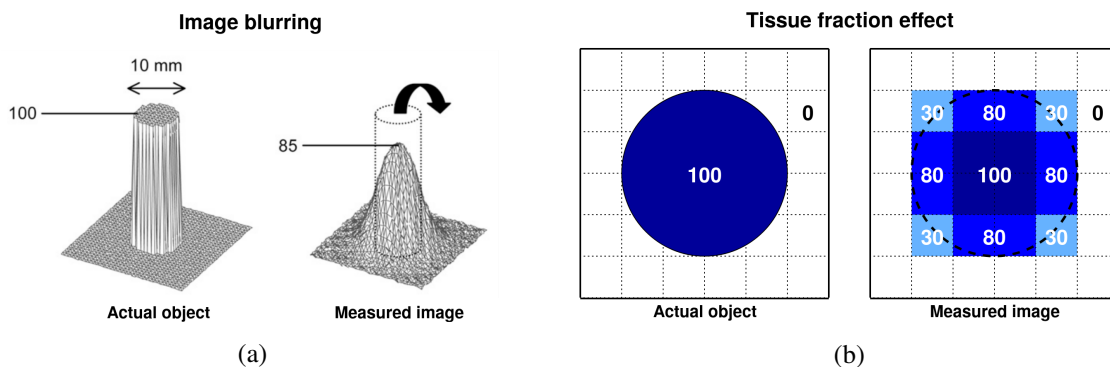 Image blurring
10 mm
100
85
Actual object
Measured image
(a)
Tissue fraction effect
0
100
Actual object
30 80 30 0
80 100 80
30 80 30
Measured image
(b)